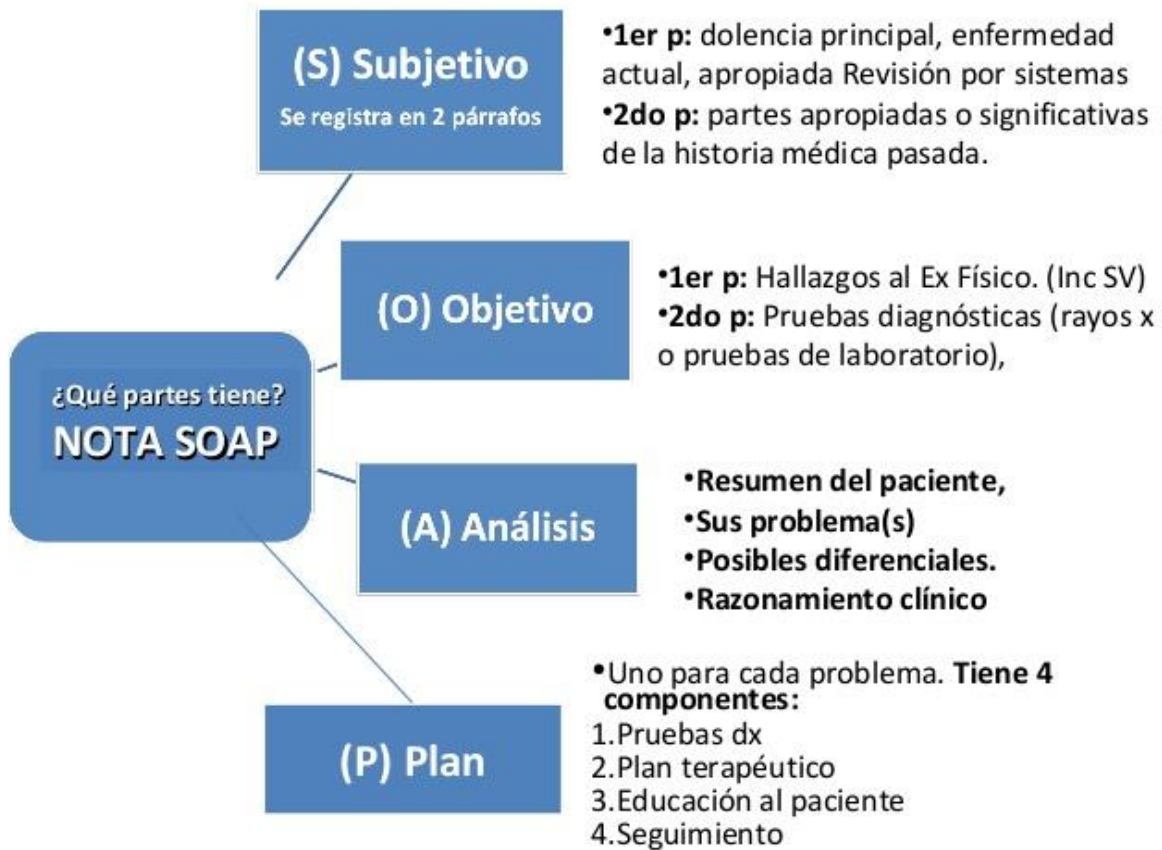 (S) Subjetivo
Se registra en 2 párrafos
•1er p: dolencia principal, enfermedad
actual, apropiada Revisión por sistemas
•2do p: partes apropiadas o significativas
de la historia médica pasada.
(O) Objetivo
•1er p: Hallazgos al Ex Físico. (Inc SV)
•2do p: Pruebas diagnósticas (rayos x
o pruebas de laboratorio),
¿Qué partes tiene?
NOTA SOAP
(A) Análisis
•Resumen del paciente,
•Sus problema(s)
•Posibles diferenciales.
•Razonamiento clínico
(P) Plan
•Uno para cada problema. Tiene 4
componentes:
1.Pruebas dx
2.Plan terapéutico
3.Educación al paciente
4.Seguimiento